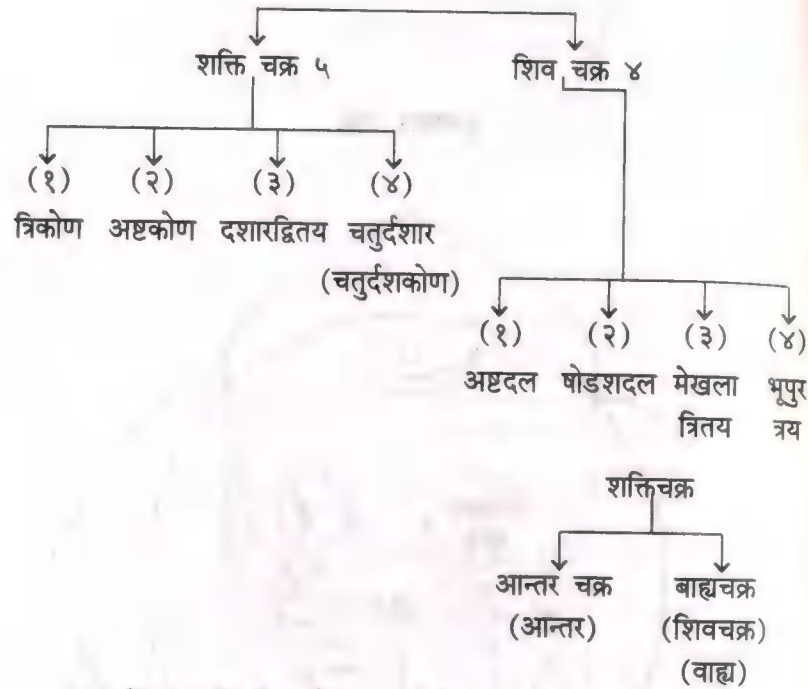 शक्ति चक्र ५ शिव चक्र ४
(१) (२) (३) (४)
त्रिकोण अष्टकोण दशारद्वितय चतुर्दशार
(चतुर्दशकोण)
(१) (२) (३) (४)
अष्टदल षोडशदल मेखला भूपुर
त्रितय त्रय
शक्तिचक्र
आन्तर चक्र बाह्यचक्र
(आन्तर) (शिवचक्र)
(वाह्य)